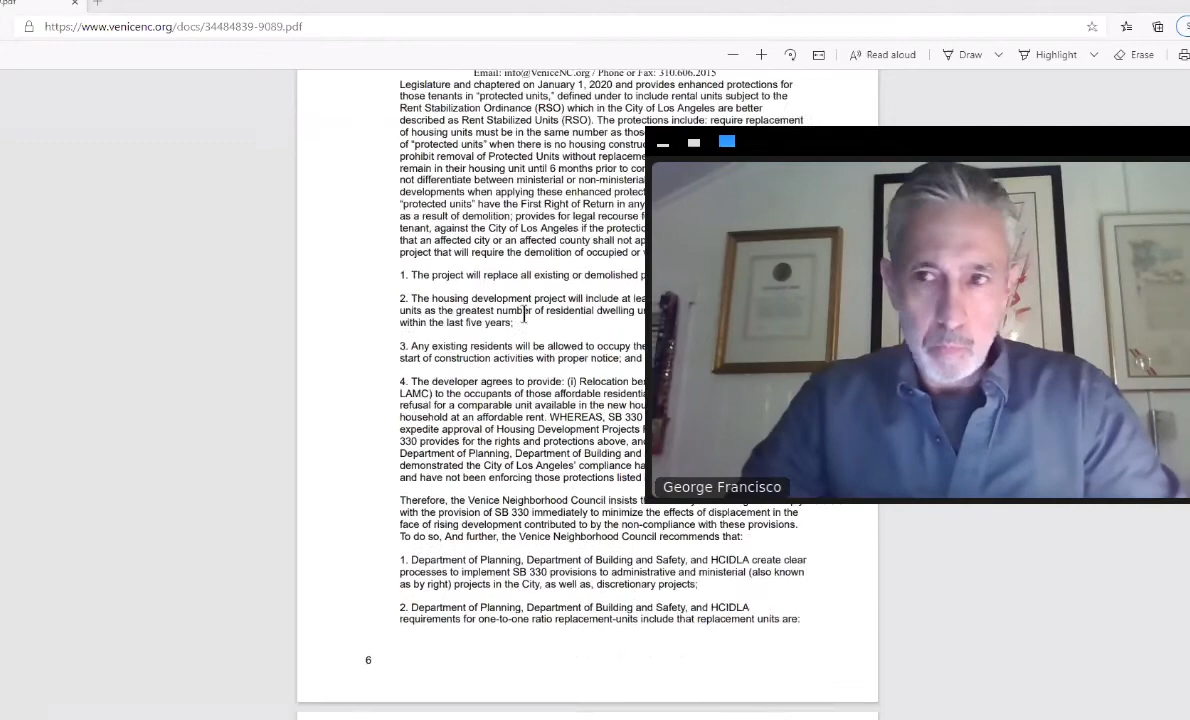 .pdf
https://www.venicenc.org/docs/34484839-9089.pdf
Read aloud
Draw
Highlight
Erase
Email: info@VeniceNC.org / Phone or Fax: 310.606.2015
Legislature and chaptered on January 1, 2020 and provides enhanced protections for
those tenants in “protected units,” defined under to include rental units subject to the
Rent Stabilization Ordinance (RSO) which in the City of Los Angeles are better
described as Rent Stabilized Units (RSO). The protections include: require replacement
of housing units must be in the same number as
of “protected units” when there is no housing
prohibit removal of Protected Units without
remain in their housing unit until 6 months prior to
not differentiate between ministerial or
developments when applying these enhanced
“protected units” have the First Right of Return in any
as a result of demolition; provides for legal recourse
tenant, against the City of Los Angeles if the
that an affected city or an affected county shall not
project that will require the demolition of occupied or
1. The project will replace all existing or demolished
2. The housing development project will include at
units as the greatest number of residential dwelling
within the last five years;
3. Any existing residents will be allowed to occupy
start of construction activities with proper notice; and
4. The developer agrees to provide: (i) Relocation
LAMC) to the occupants of those affordable
refusal for a comparable unit available in the new
household at an affordable rent. WHEREAS, SB 330
expedite approval of Housing Development Projects
330 provides for the rights and protections above,
Department of Planning, Department of Building and
demonstrated the City of Los Angeles’ compliance
and have not been enforcing those protections listed
George Francisco
Therefore, the Venice Neighborhood Council insists
with the provision of SB 330 immediately to minimize the effects of displacement in the
face of rising development contributed to by the non-compliance with these provisions.
To do so, And further, the Venice Neighborhood Council recommends that:
1. Department of Planning, Department of Building and Safety, and HCIDLA create clear
processes to implement SB 330 provisions to administrative and ministerial (also known
as by right) projects in the City, as well as, discretionary projects;
2. Department of Planning, Department of Building and Safety, and HCIDLA
requirements for one-to-one ratio replacement-units include that replacement units are:
6